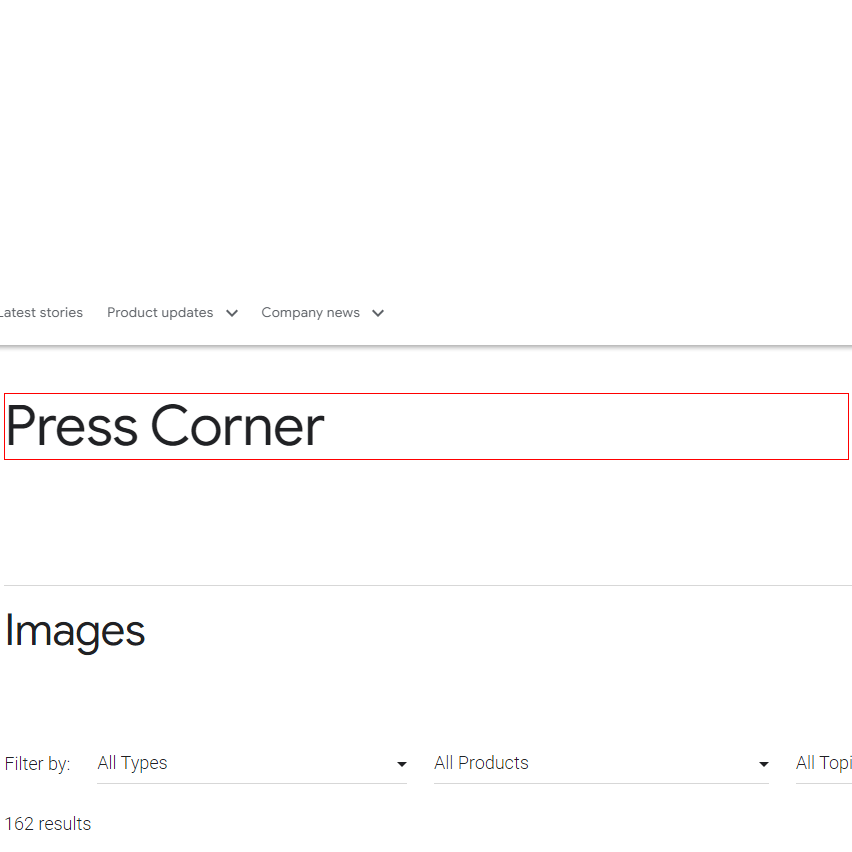 Latest stories Product updates Company news
Press Corner
Images
Filter by: All Types All Products All Topi
162 results